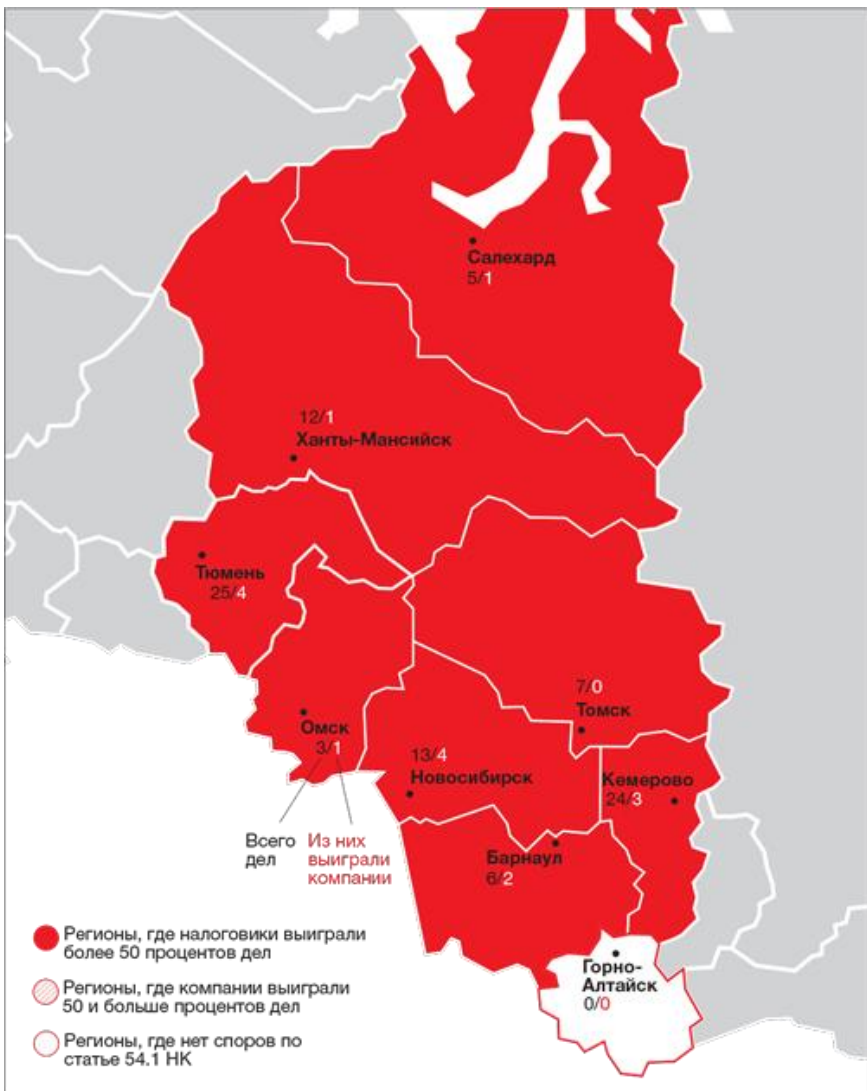 Салехард
5/1
12/1
Ханты-Мансийск
Тюмень
25/4
7/0
Томск
Омск
3/1
13/4
Новосибирск
Кемерово
24/3
Всего
дел
Из них
выиграли
компании
Барнаул
6/2
Горно-
Алтайск
0/0
Регионы, где налоговики выиграли
более 50 процентов дел
Регионы, где компании выиграли
50 и больше процентов дел
Регионы, где нет споров по
статье 54.1 НК